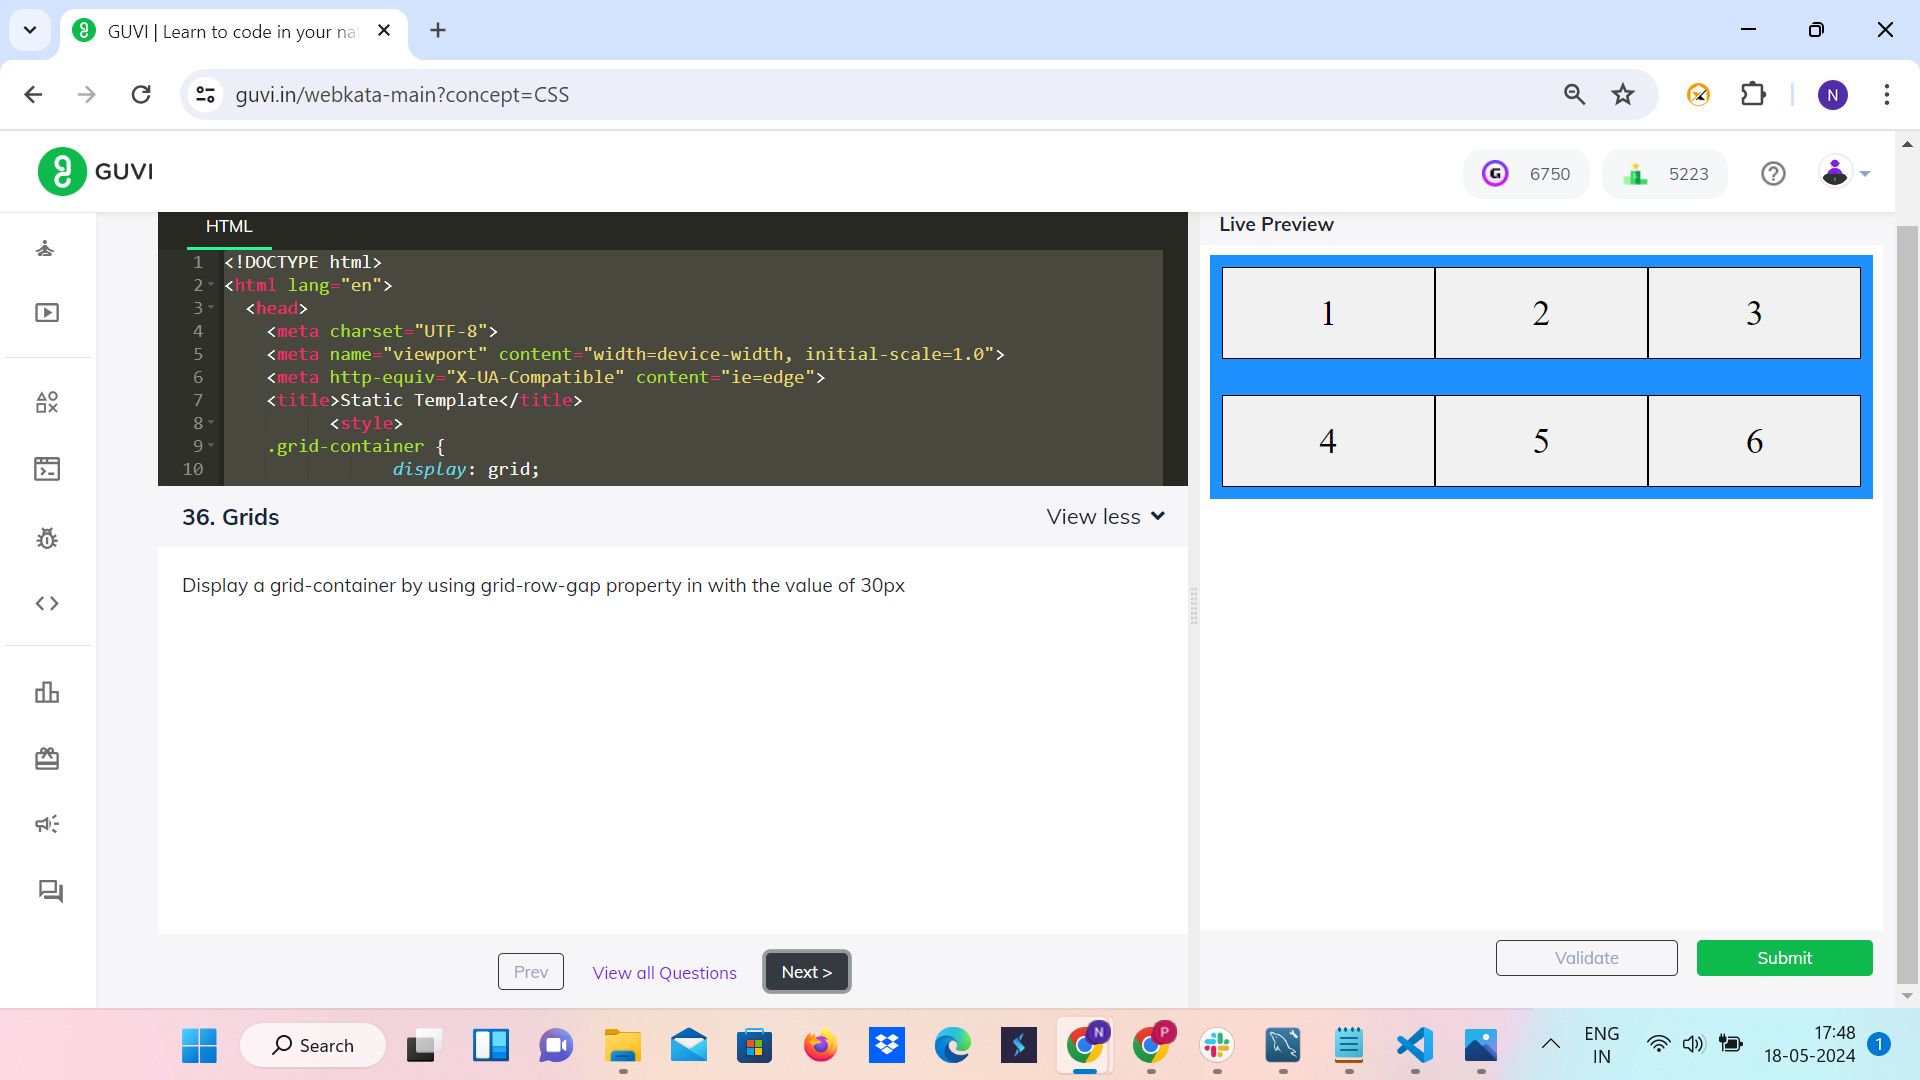 GUVI | Learn to code in your na
guvi.in/webkata-main?concept=CSS
N
GUVI
6750
5223
HTML
1 <!DOCTYPE html>
2 <html lang="en">
3 <head>
4 <meta charset="UTF-8">
5 <meta name="viewport" content="width=device-width, initial-scale=1.0">
6 <meta http-equiv="X-UA-Compatible" content="ie=edge">
7 <title>Static Template</title>
8 <style>
9 .grid-container {
10 display: grid;
36. Grids
View less
Display a grid-container by using grid-row-gap property in with the value of 30px
Prev
View all Questions
Next >
Live Preview
1 2 3
4 5 6
Validate
Submit
Search
N
P
ENG
IN
17:48
18-05-2024
1